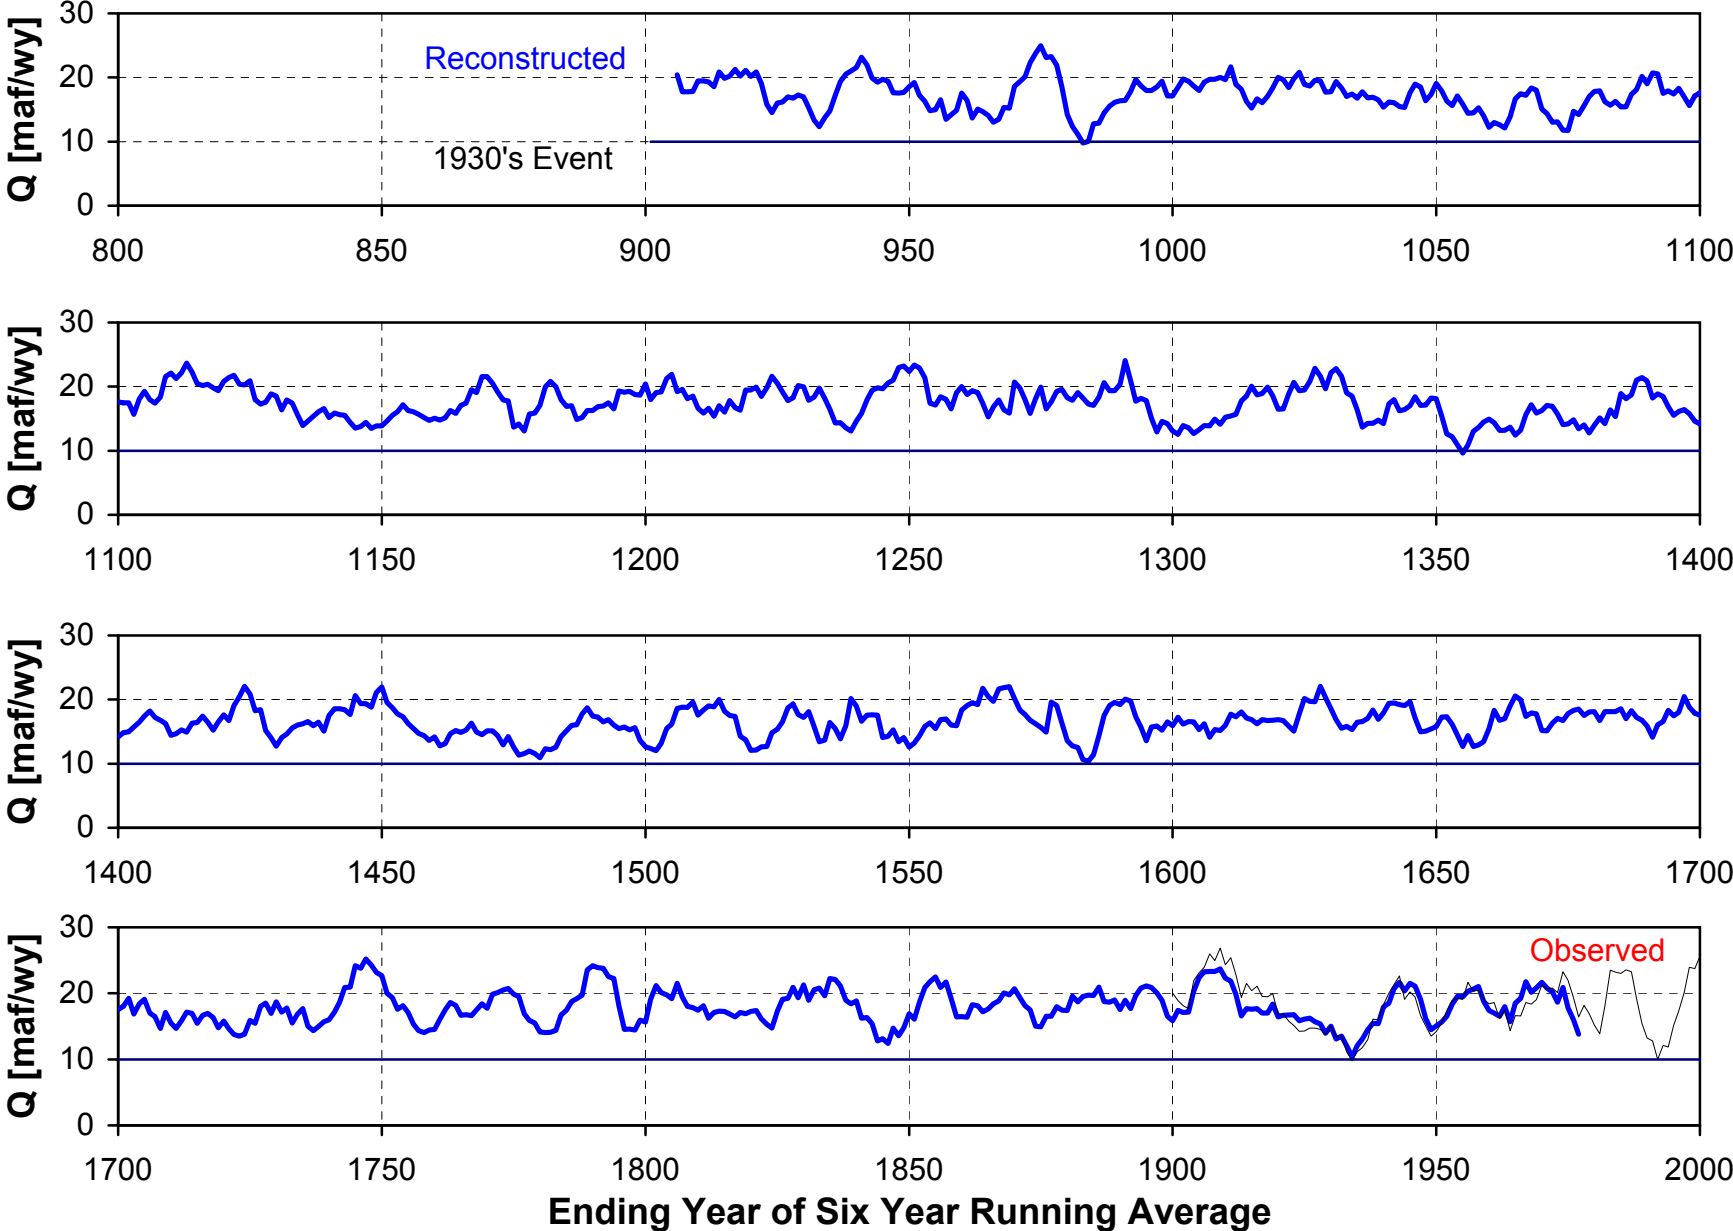 Q [maf/wy]
30
20
10
0
Reconstructed
1930's Event
800 850 900 950 1000 1050 1100
Q [maf/wy]
30
20
10
0
1100 1150 1200 1250 1300 1350 1400
Q [maf/wy]
30
20
10
0
1400 1450 1500 1550 1600 1650 1700
Q [maf/wy]
30
20
10
0
Observed
1700 1750 1800 1850 1900 1950 2000
Ending Year of Six Year Running Average